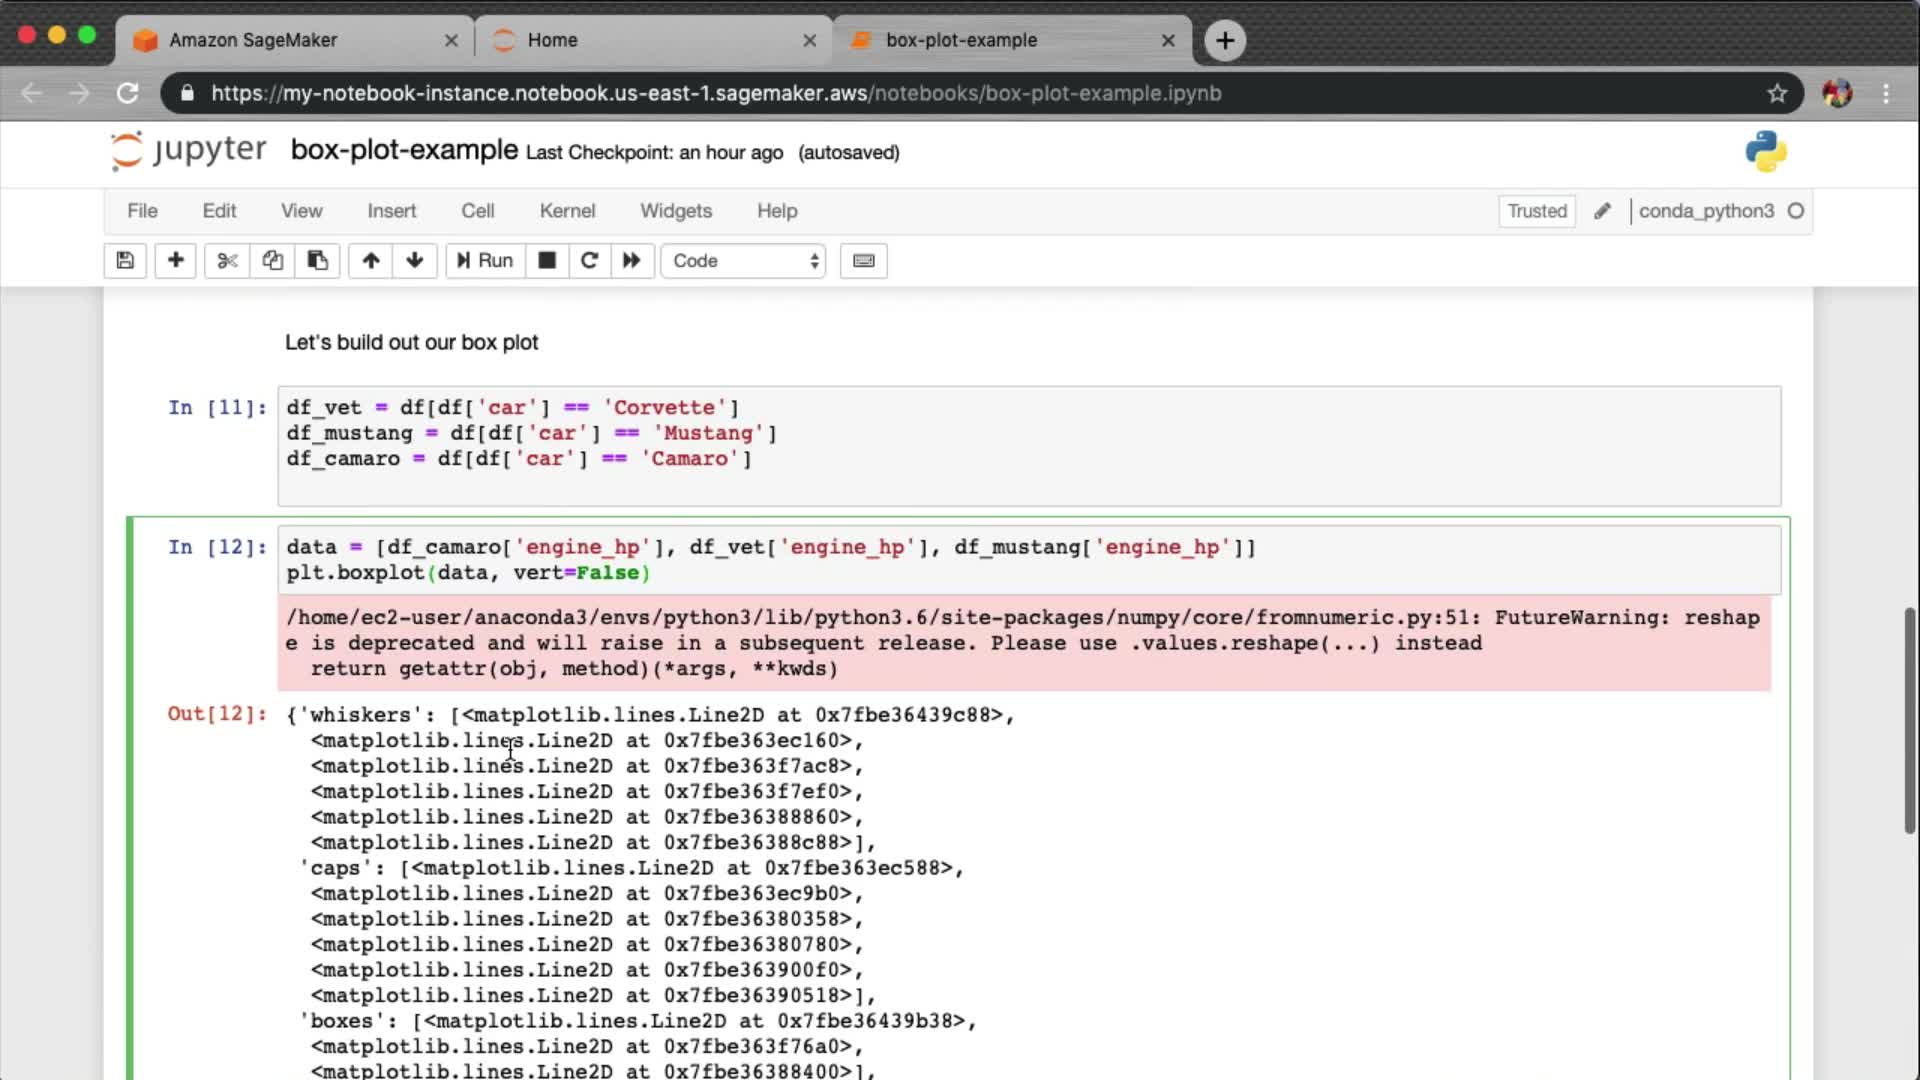 Amazon SageMaker
Home
box-plot-example
https://my-notebook-instance.notebook.us-east-1.sagemaker.aws/notebooks/box-plot-example.ipynb
jupyter box-plot-example Last Checkpoint: an hour ago (autosaved)
File Edit View Insert Cell Kernel Widgets Help Trusted conda_python3
Run Code
Let's build out our box plot
In [11]: df_vet = df[df['car'] == 'Corvette']
df_mustang = df[df['car'] == 'Mustang']
df_camaro = df[df['car'] == 'Camaro']
In [12]: data = [df_camaro['engine_hp'], df_vet['engine_hp'], df_mustang['engine_hp']]
plt.boxplot(data, vert=False)
/home/ec2-user/anaconda3/envs/python3/lib/python3.6/site-packages/numpy/core/fromnumeric.py:51: FutureWarning: reshap
e is deprecated and will raise in a subsequent release. Please use .values.reshape(...) instead
return getattr(obj, method)(*args, **kwds)
Out[12]: {'whiskers': [<matplotlib.lines.Line2D at 0x7fbe36439c88>,
<matplotlib.lines.Line2D at 0x7fbe363ec160>,
<matplotlib.lines.Line2D at 0x7fbe363f7ac8>,
<matplotlib.lines.Line2D at 0x7fbe363f7ef0>,
<matplotlib.lines.Line2D at 0x7fbe36388860>,
<matplotlib.lines.Line2D at 0x7fbe36388c88>],
'caps': [<matplotlib.lines.Line2D at 0x7fbe363ec588>,
<matplotlib.lines.Line2D at 0x7fbe363ec9b0>,
<matplotlib.lines.Line2D at 0x7fbe36380358>,
<matplotlib.lines.Line2D at 0x7fbe36380780>,
<matplotlib.lines.Line2D at 0x7fbe363900f0>,
<matplotlib.lines.Line2D at 0x7fbe36390518>],
'boxes': [<matplotlib.lines.Line2D at 0x7fbe36439b38>,
<matplotlib.lines.Line2D at 0x7fbe363f76a0>,
<matplotlib.lines.Line2D at 0x7fbe36388400>],